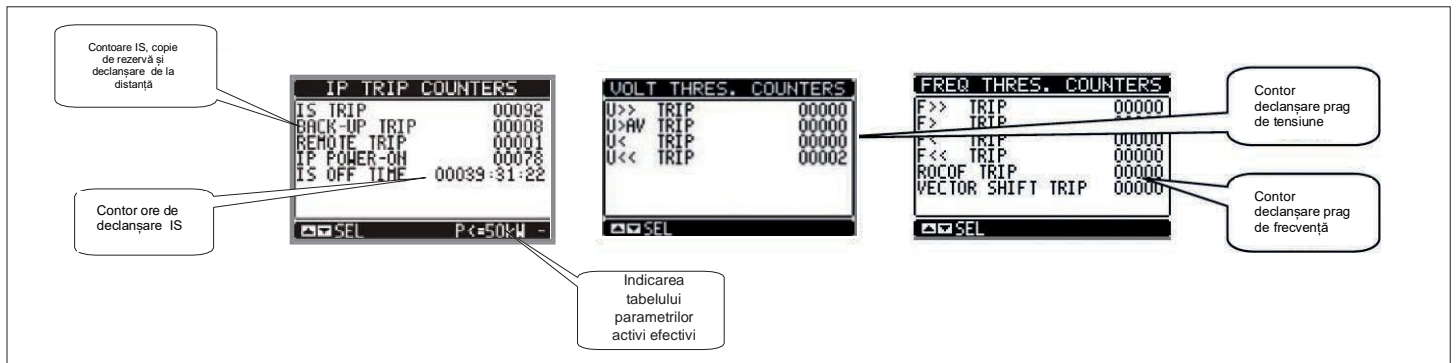 Contoare IS, copie
de rezervă și
declanșare de la
distanță
IP TRIP COUNTERS
IS TRIP 00092
BACK-UP TRIP 00008
REMOTE TRIP 00001
IP POWER-ON 00078
IS OFF TIME 00039:31:22
▲▼SEL P<=50kW -
Contor ore de
declanșare IS
Indicarea
tabelului
parametrilor
activi efectivi
VOLT THRES. COUNTERS
U>> TRIP 00000
U>AV TRIP 00000
U< TRIP 00000
U<< TRIP 00002
▲▼SEL
FREQ THRES. COUNTERS
F>> TRIP 00000
F> TRIP 00000
F< TRIP 00000
F<< TRIP 00000
ROCOF TRIP 00000
VECTOR SHIFT TRIP 00000
▲▼SEL
Contor
declanșare prag
de tensiune
Contor
declanșare prag
de frecvență